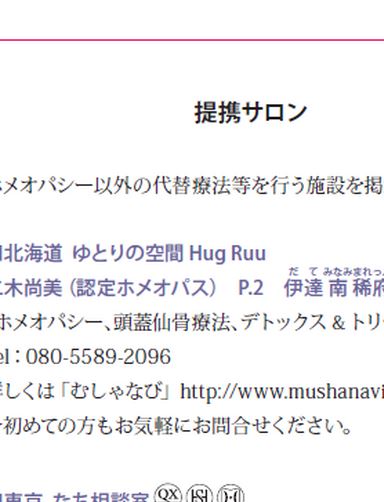 提携サロン
ホメオパシー以外の代替療法等を行う施設を掲
北海道 ゆとりの空間 Hug Ruu
二木尚美（認定ホメオパス） P.2 伊達南稀府
ホメオパシー、頭蓋仙骨療法、デトックス & トリ
el：080-5589-2096
しくは「むしゃなび」 http://www.mushanavi
初めての方もお気軽にお問合せください。
東京 たち相談室 QX